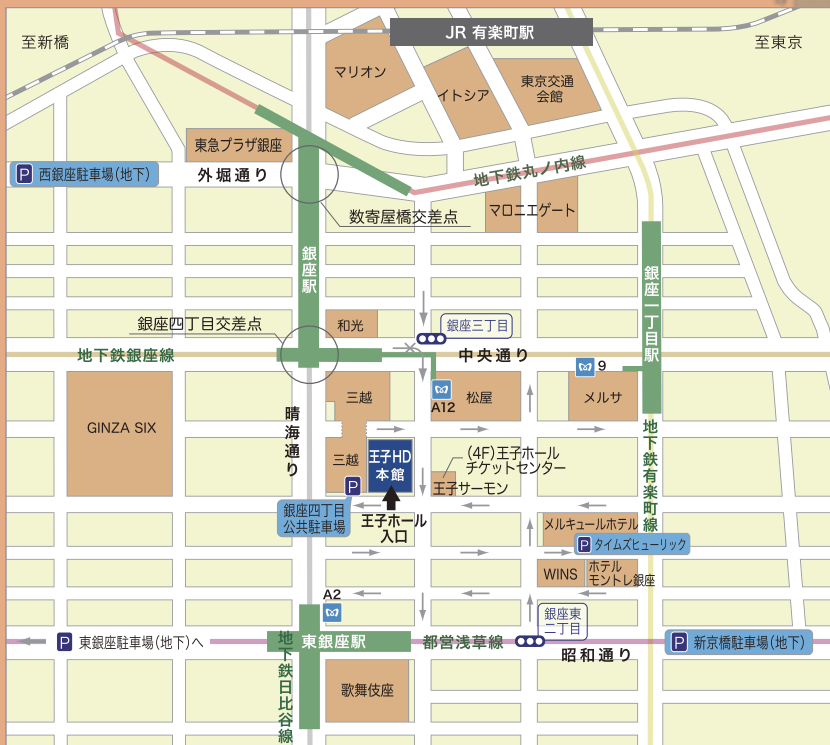 JR 有楽町駅
至新橋
至東京
マリオン
イトシア
東京交通
会館
東急プラザ銀座
P 西銀座駐車場(地下)
外堀通り
地下鉄丸ノ内線
数寄屋橋交差点
マロニエゲート
銀座駅
銀座一丁目駅
銀座四丁目交差点
和光
銀座三丁目
地下鉄銀座線
中央通り
9
A12
三越
松屋
メルサ
GINZA SIX
晴海通り
三越
王子HD
本館
(4F)王子ホール
チケットセンター
王子サーモン
地下鉄有楽町線
P
銀座四丁目
公共駐車場
王子ホール
入口
メルキュールホテル
P タイムズヒューリック
WINS
ホテル
モントレ銀座
A2
銀座東
二丁目
P 東銀座駐車場(地下)へ
東銀座駅
都営浅草線
昭和通り
P 新京橋駐車場(地下)
地下鉄日比谷線
歌舞伎座